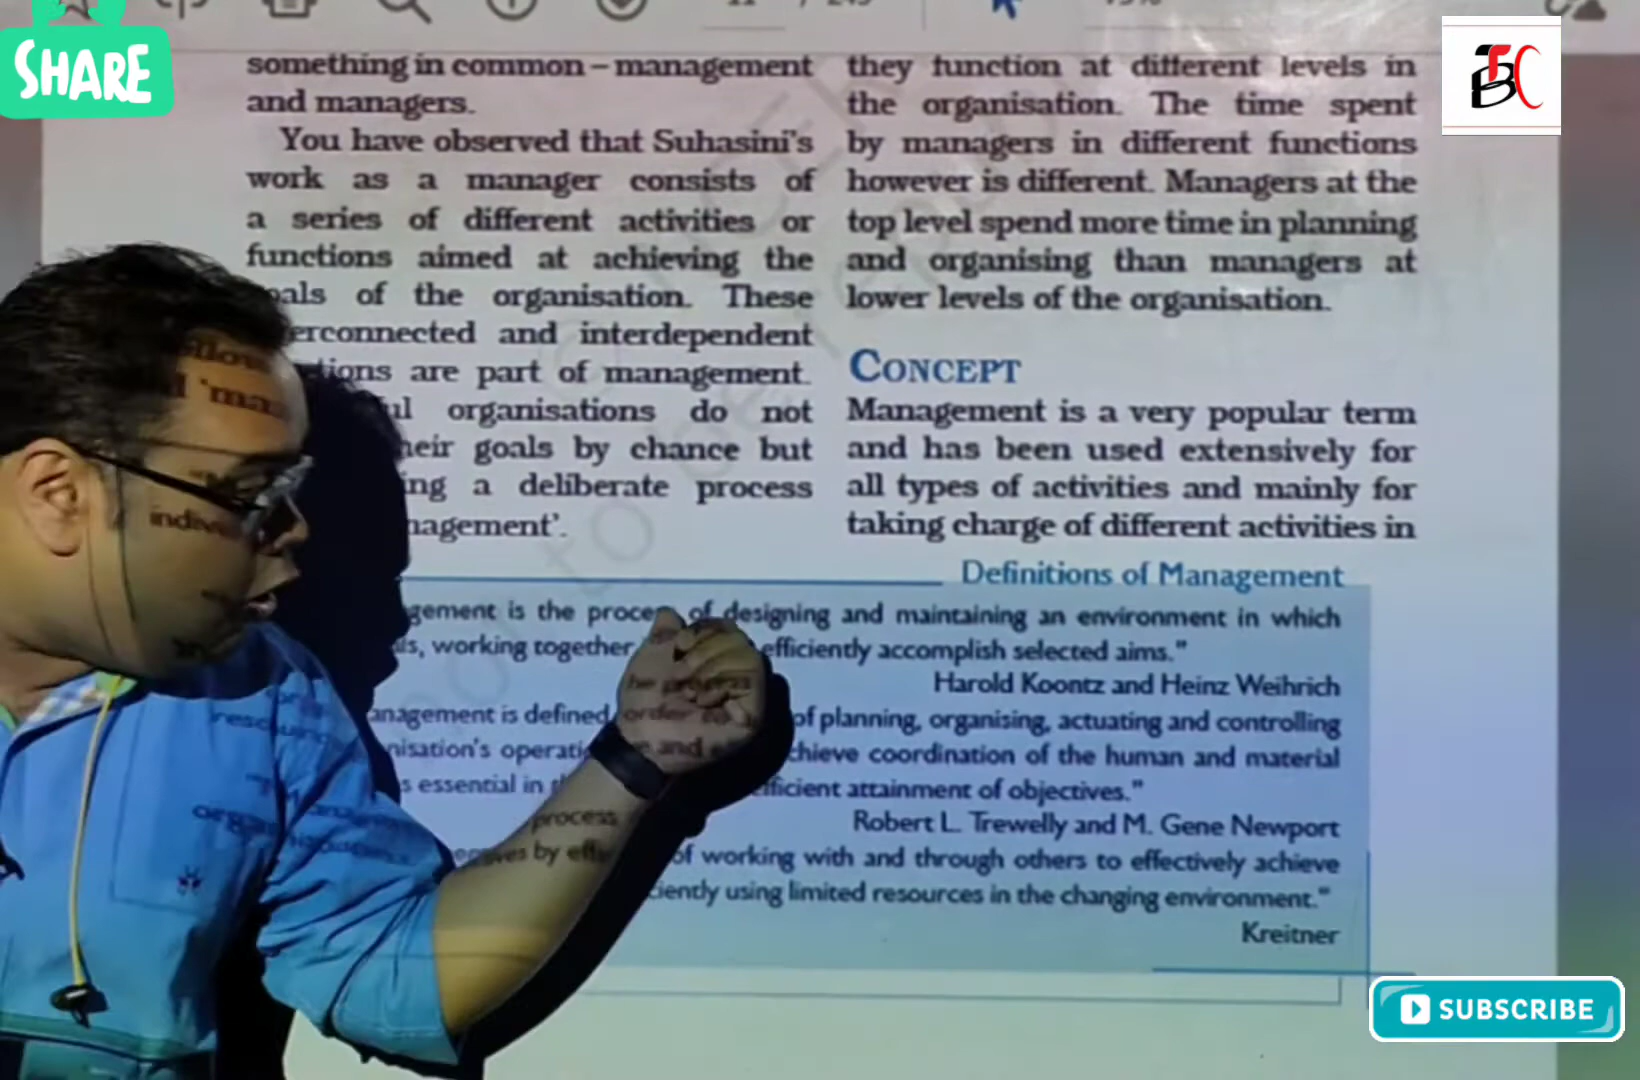 SHARE
something in common – management
and managers.
You have observed that Suhasini's
work as a manager consists of
a series of different activities or
functions aimed at achieving the
of the organisation. These
and interdependent
are part of management.
organisations do not
goals by chance but
a deliberate process
they function at different levels in
the organisation. The time spent
by managers in different functions
however is different. Managers at the
top level spend more time in planning
and organising than managers at
lower levels of the organisation.
CONCEPT
Management is a very popular term
and has been used extensively for
all types of activities and mainly for
taking charge of different activities in
Definitions of Management
is the process of designing and maintaining an environment in which
working together efficiently accomplish selected aims."
Harold Koontz and Heinz Weihrich
is defined of planning, organising, actuating and controlling
coordination of the human and material
essential in attainment of objectives."
Robert L. Trewelly and M. Gene Newport
of working with and through others to effectively achieve
using limited resources in the changing environment."
Kreitner
SUBSCRIBE